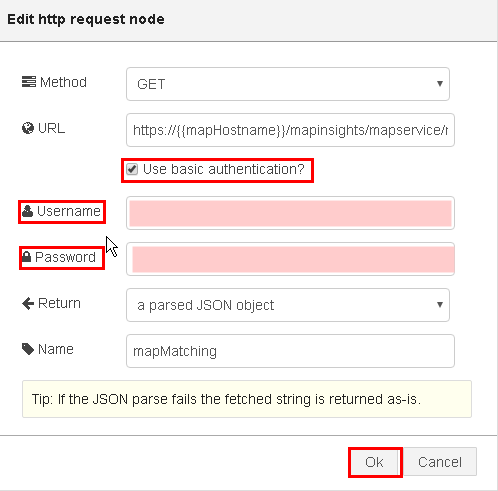 Edit http request node
Method
GET
URL
https://{{mapHostname}}/mapinsights/mapservice/
Use basic authentication?
Username
Password
Return
a parsed JSON object
Name
mapMatching
Tip: If the JSON parse fails the fetched string is returned as-is.
Ok
Cancel